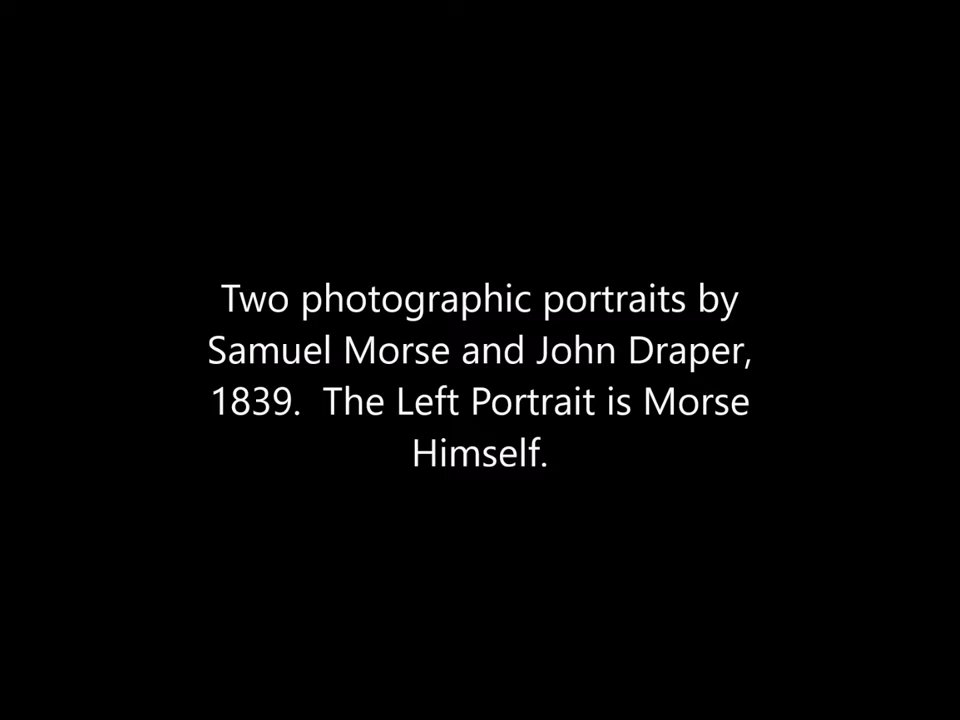 Two photographic portraits by
Samuel Morse and John Draper,
1839.  The Left Portrait is Morse
Himself.